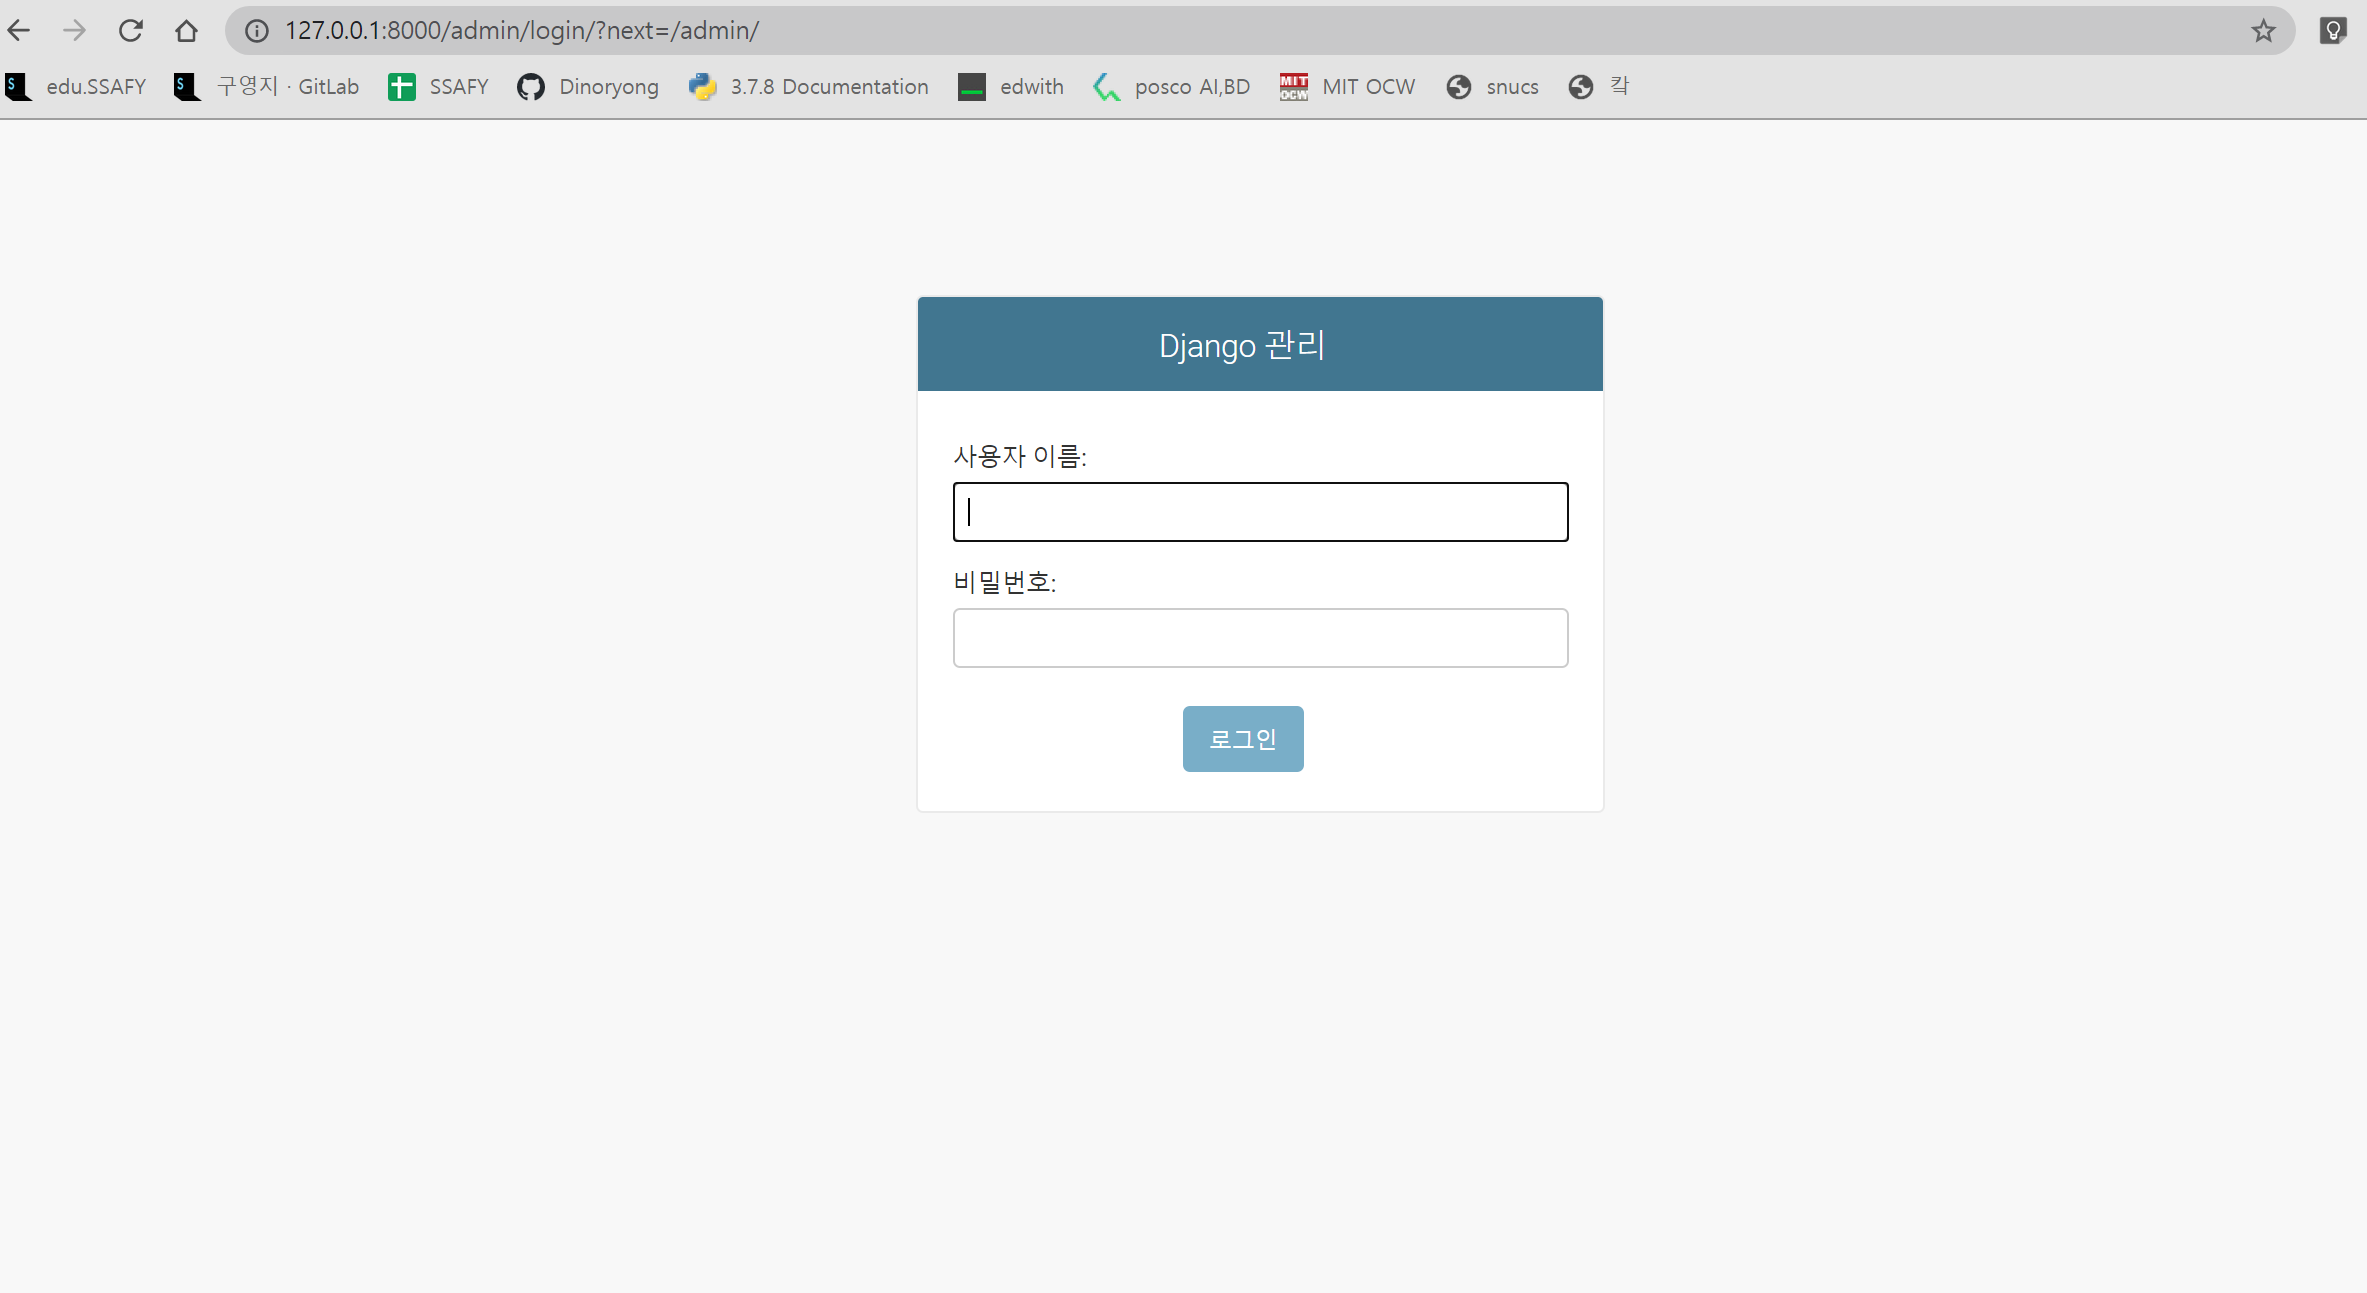 127.0.0.1:8000/admin/login/?next=/admin/
edu.SSAFY 구영지 · GitLab SSAFY Dinoryong 3.7.8 Documentation edwith posco AI,BD MIT OCW snucs 칵
Django 관리
사용자 이름:
비밀번호:
로그인